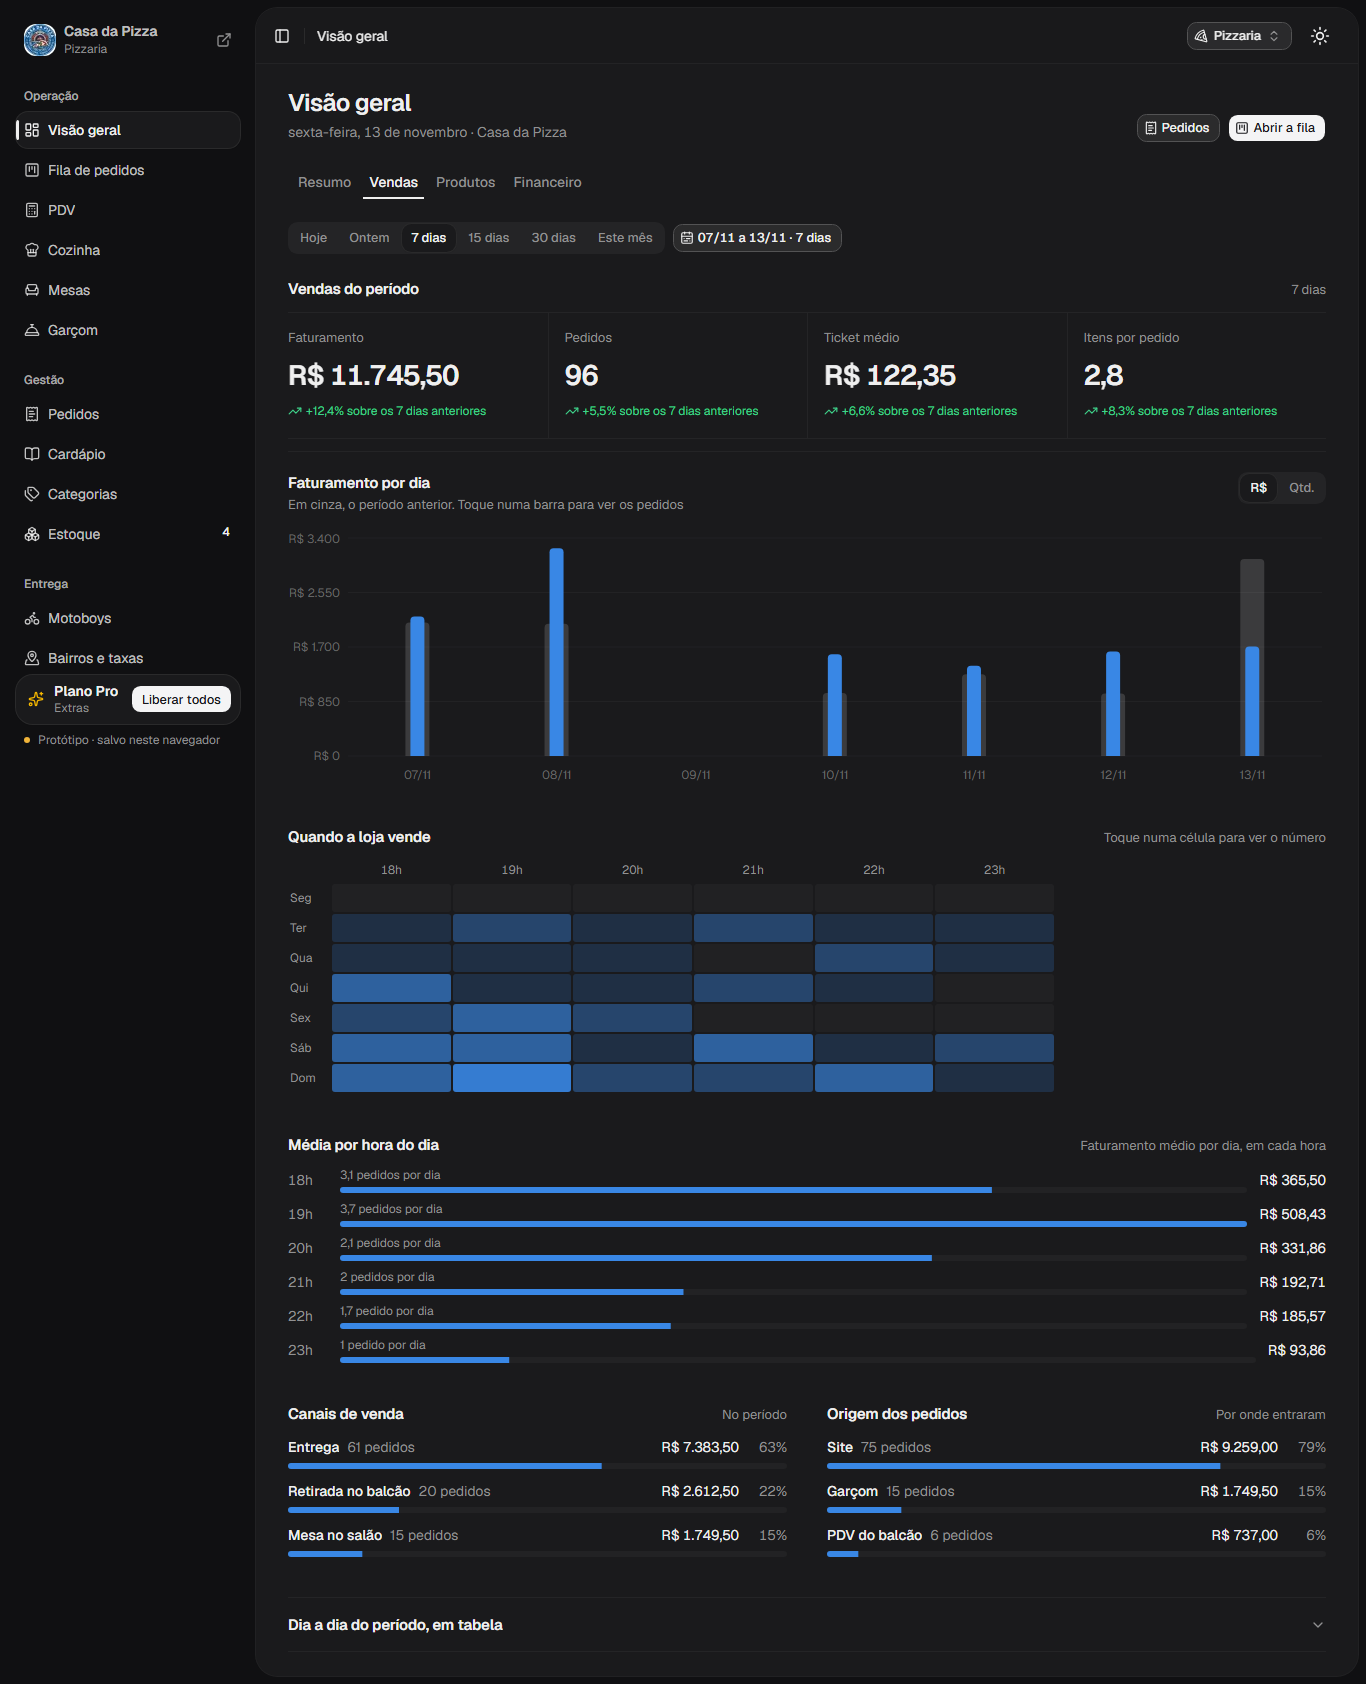 Casa da Pizza
Pizzaria
Operação
Visão geral
Fila de pedidos
PDV
Cozinha
Mesas
Garçom
Gestão
Pedidos
Cardápio
Categorias
Estoque 4
Entrega
Motoboys
Bairros e taxas
Plano Pro
Extras
Liberar todos
Protótipo · salvo neste navegador
Visão geral
Pizzaria
Visão geral
sexta-feira, 13 de novembro · Casa da Pizza
Pedidos Abrir a fila
Resumo Vendas Produtos Financeiro
Hoje Ontem 7 dias 15 dias 30 dias Este mês 07/11 a 13/11 · 7 dias
Vendas do período 7 dias
Faturamento Pedidos Ticket médio Itens por pedido
R$ 11.745,50 96 R$ 122,35 2,8
+12,4% sobre os 7 dias anteriores +5,5% sobre os 7 dias anteriores +6,6% sobre os 7 dias anteriores +8,3% sobre os 7 dias anteriores
Faturamento por dia
Em cinza, o período anterior. Toque numa barra para ver os pedidos
R$ Qtd.
R$ 3.400
R$ 2.550
R$ 1.700
R$ 850
R$ 0
07/11 08/11 09/11 10/11 11/11 12/11 13/11
Quando a loja vende Toque numa célula para ver o número
18h 19h 20h 21h 22h 23h
Seg
Ter
Qua
Qui
Sex
Sáb
Dom
Média por hora do dia Faturamento médio por dia, em cada hora
18h 3,1 pedidos por dia R$ 365,50
19h 3,7 pedidos por dia R$ 508,43
20h 2,1 pedidos por dia R$ 331,86
21h 2 pedidos por dia R$ 192,71
22h 1,7 pedido por dia R$ 185,57
23h 1 pedido por dia R$ 93,86
Canais de venda No período
Entrega 61 pedidos R$ 7.383,50 63%
Retirada no balcão 20 pedidos R$ 2.612,50 22%
Mesa no salão 15 pedidos R$ 1.749,50 15%
Origem dos pedidos Por onde entraram
Site 75 pedidos R$ 9.259,00 79%
Garçom 15 pedidos R$ 1.749,50 15%
PDV do balcão 6 pedidos R$ 737,00 6%
Dia a dia do período, em tabela